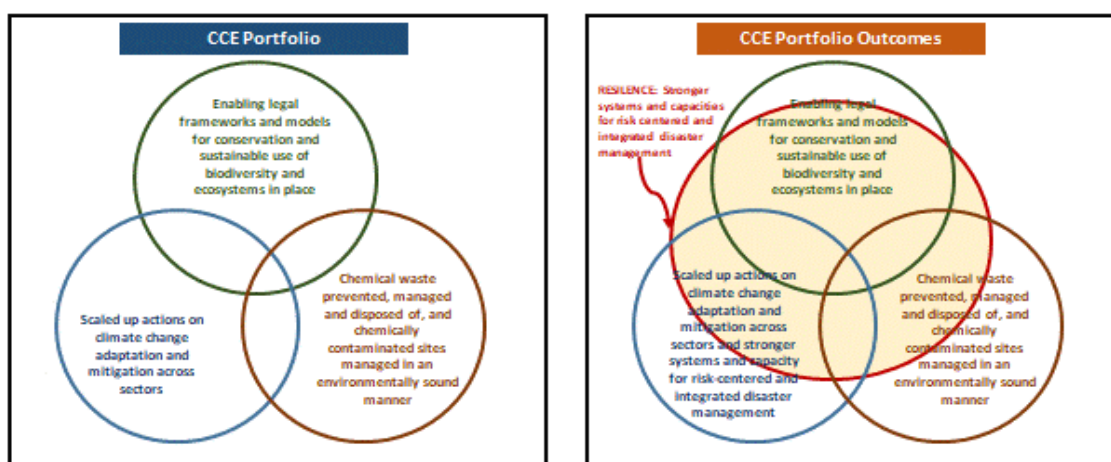 CCE Portfolio
Enabling legal
frameworks and models
for conservation and
sustainable use of
biodiversity and
ecosystems in place
Scaled up actions on
climate change
adaptation and
mitigation across
sectors
Chemical waste
prevented, managed
and disposed of, and
chemically
contaminated sites
managed in an
environmentally sound
manner
CCE Portfolio Outcomes
RESILENCE: Stronger
systems and capacities
for risk centered and
integrated disaster
management
Enabling legal
frameworks and models
for conservation and
sustainable use of
biodiversity and
ecosystems in place
Scaled up actions on
climate change
adaptation and
mitigation across
sectors and stronger
systems and capacity
for risk-centered and
integrated disaster
management
Chemical waste
prevented, managed
and disposed of, and
chemically
contaminated sites
managed in an
environmentally sound
manner